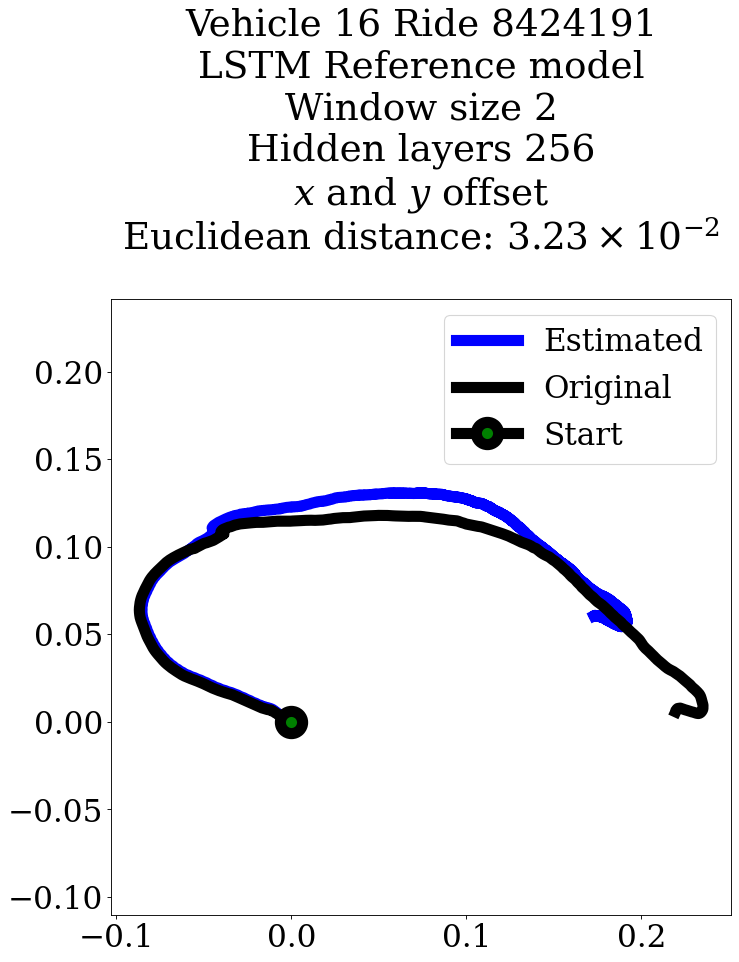 Vehicle 16 Ride 8424191
LSTM Reference model
Window size 2
Hidden layers 256
x and y offset
Euclidean distance: 3.23 × 10⁻²
Estimated
Original
Start
0.20
0.15
0.10
0.05
0.00
−0.05
−0.10
−0.1 0.0 0.1 0.2